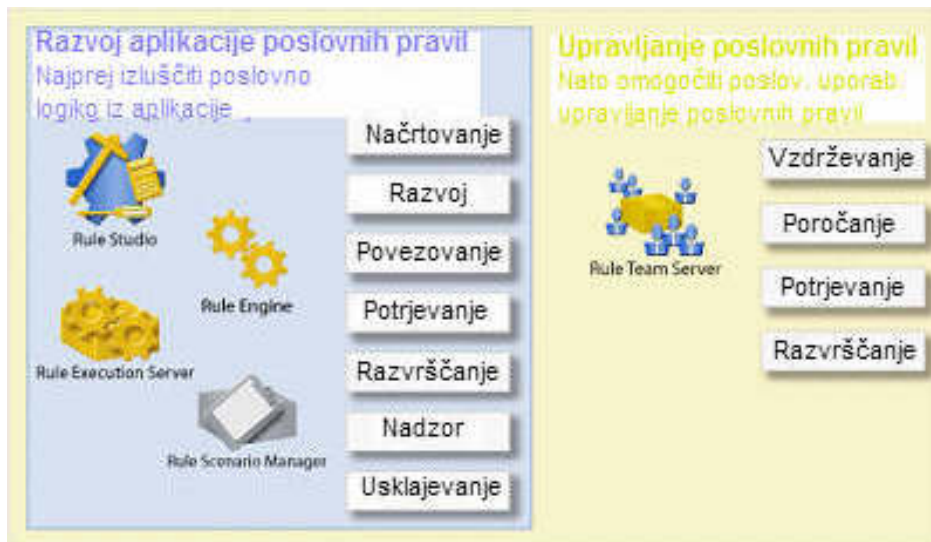 Razvoj aplikacije poslovnih pravil
Najprej izluščiti poslovno
logiko iz aplikacije
Načrtovanje
Razvoj
Povezovanje
Potrjevanje
Razvrščanje
Nadzor
Usklajevanje
Rule Studio
Rule Engine
Rule Execution Server
Rule Scenario Manager
Upravljanje poslovnih pravil
Nato omogočiti poslov. uporab.
upravljanje poslovnih pravil
Rule Team Server
Vzdrževanje
Poročanje
Potrjevanje
Razvrščanje